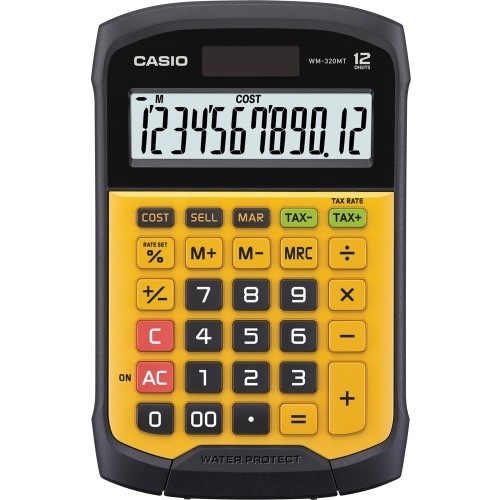 CASIO WM-320MT 12 DIGITS
M COST
1234567890.12
TAX RATE
COST SELL MAR TAX- TAX+
RATE SET
% M+ M- MRC ÷
+/- 7 8 9 ×
C 4 5 6 -
ON AC 1 2 3 +
0 00 · =
WATER PROTECT